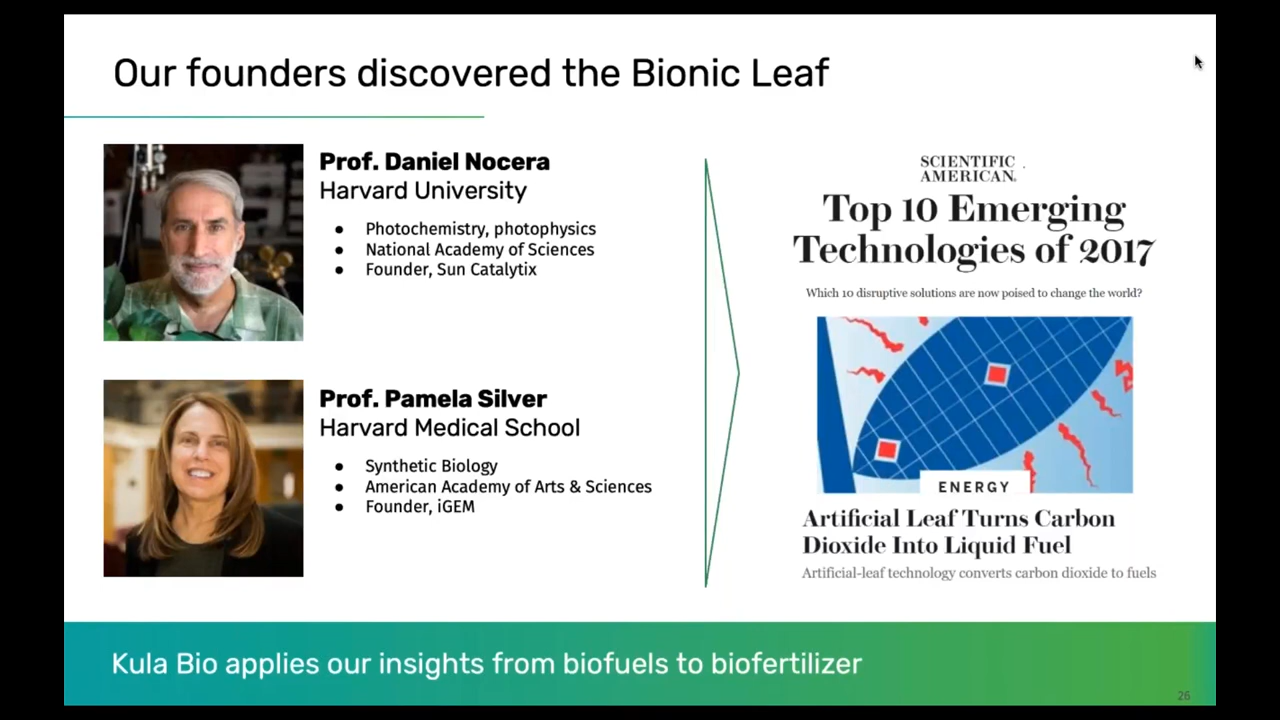 Our founders discovered the Bionic Leaf
Prof. Daniel Nocera
Harvard University
● Photochemistry, photophysics
● National Academy of Sciences
● Founder, Sun Catalytix
Prof. Pamela Silver
Harvard Medical School
● Synthetic Biology
● American Academy of Arts & Sciences
● Founder, iGEM
SCIENTIFIC
AMERICAN.
Top 10 Emerging
Technologies of 2017
Which 10 disruptive solutions are now poised to change the world?
ENERGY
Artificial Leaf Turns Carbon
Dioxide Into Liquid Fuel
Artificial-leaf technology converts carbon dioxide to fuels
Kula Bio applies our insights from biofuels to biofertilizer
26